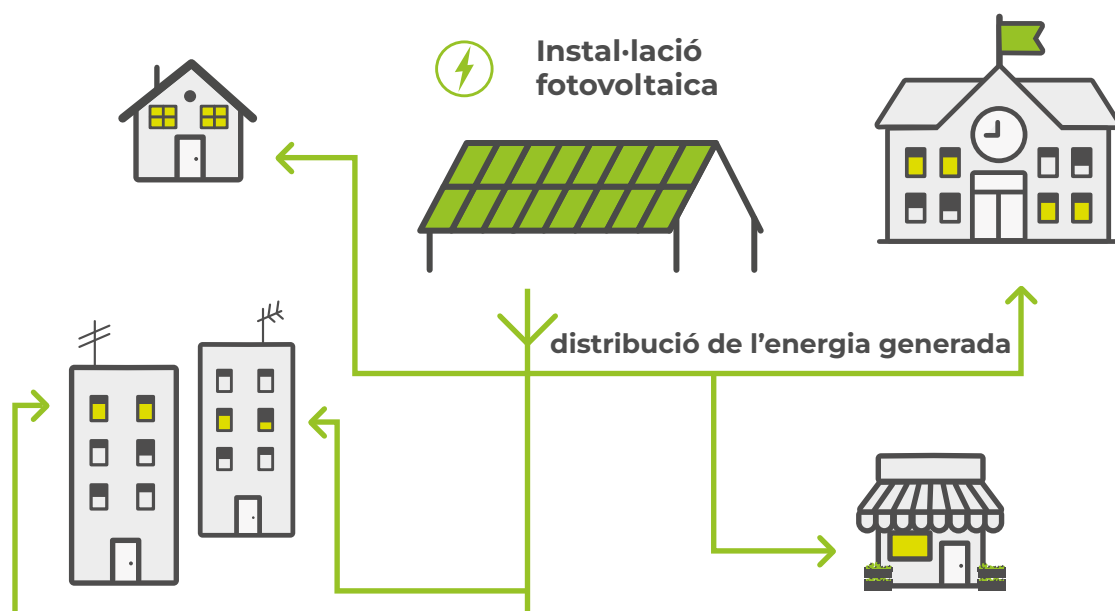 Instal·lació
fotovoltaica
distribució de l’energia generada